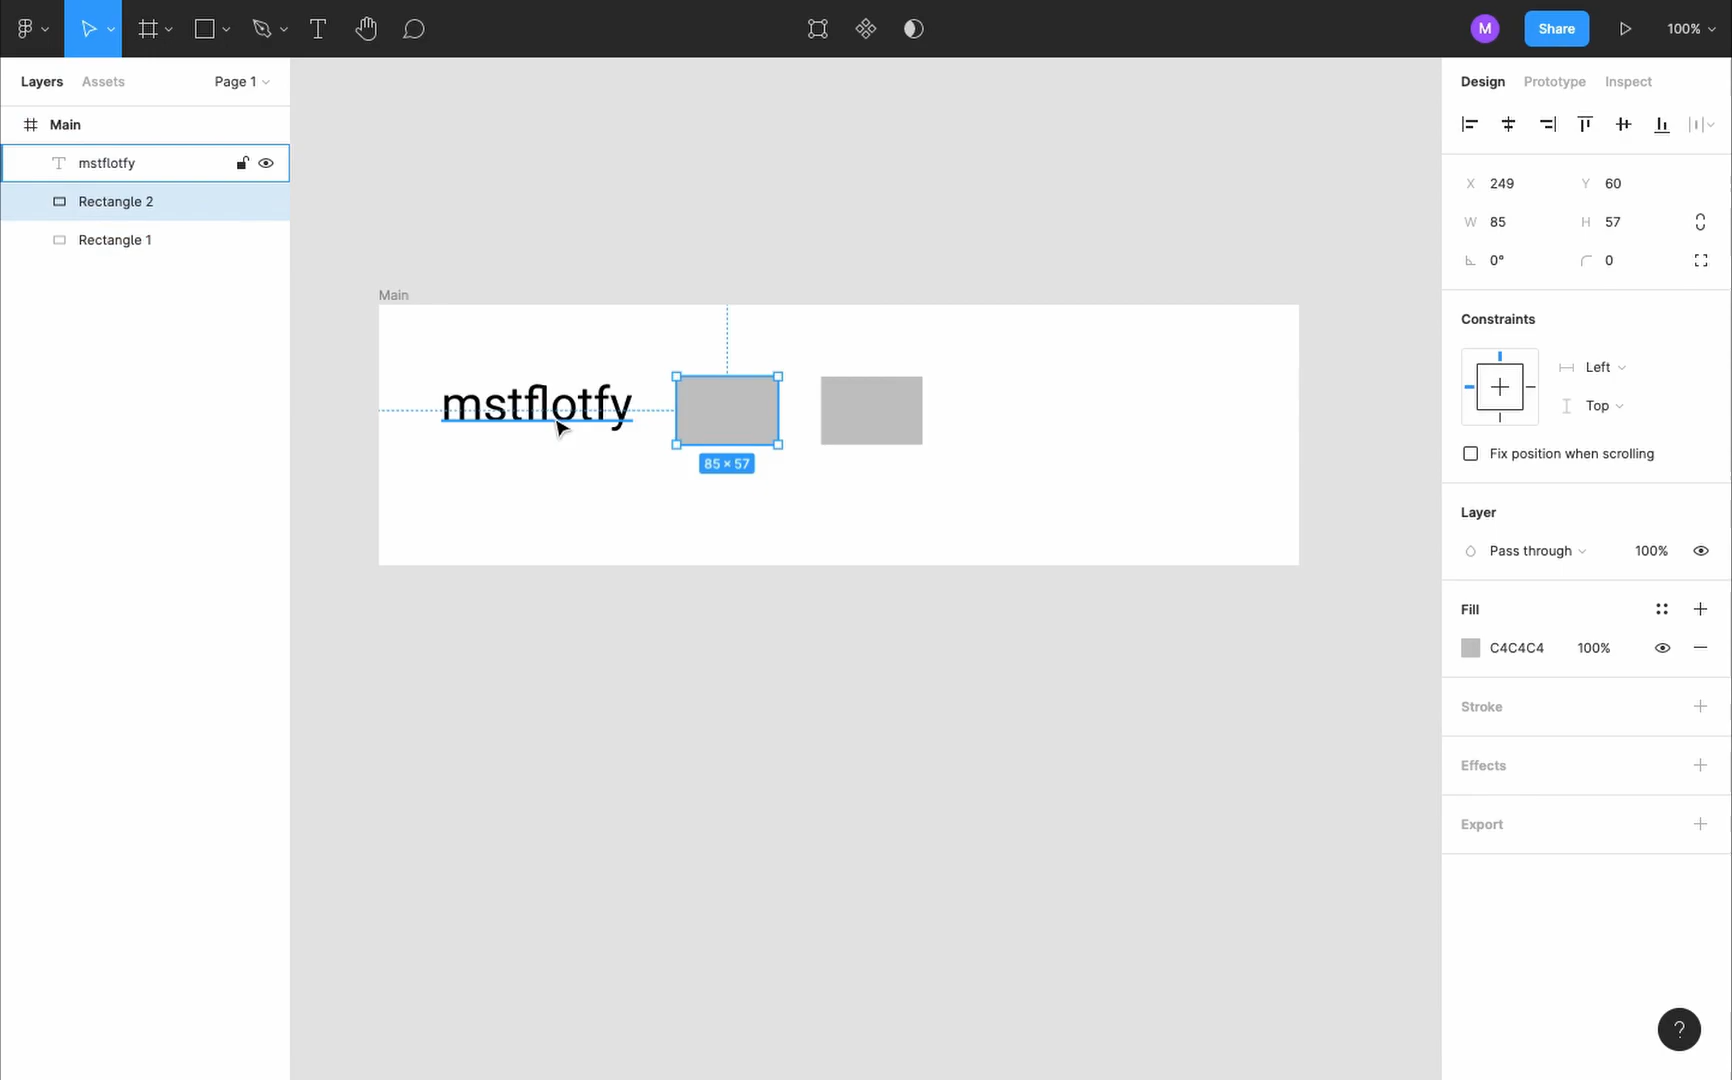 M
Share
100%
Layers
Assets
Page 1
Main
mstflotfy
Rectangle 2
Rectangle 1
Main
mstflotfy
85 × 57
Design
Prototype
Inspect
X 249
Y 60
W 85
H 57
0°
0
Constraints
Left
Top
Fix position when scrolling
Layer
Pass through
100%
Fill
C4C4C4
100%
Stroke
Effects
Export
?